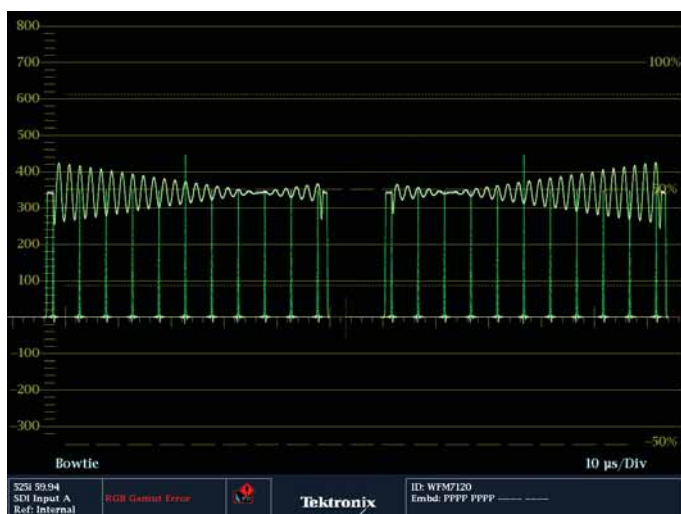 800
700
600
500
400
300
200
100
-100
-200
-300
100%
50%
-50%
Bowtie
10 µs/Div
525i 59.94
SDI Input A
Ref: Internal
RGB Gamut Error
Tektronix
ID: WFM7120
Embd: PPPP PPPP ---- ----